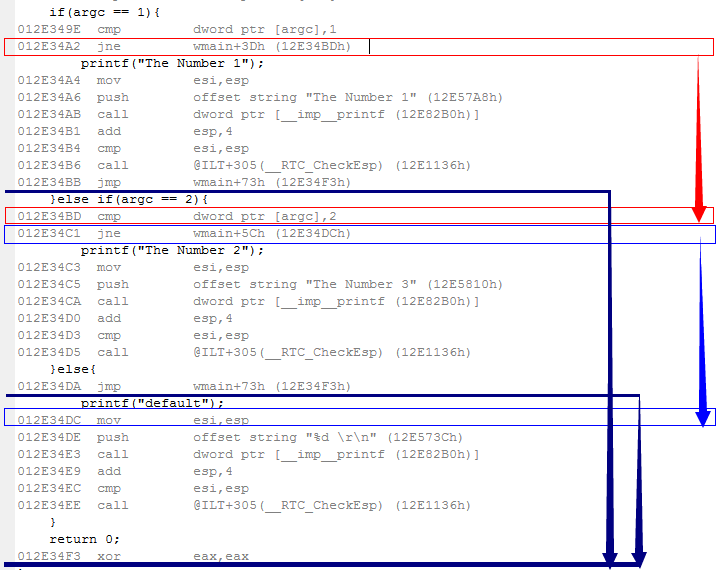 if(argc == 1){
012E349E cmp dword ptr [argc],1
012E34A2 jne wmain+3Dh (12E34BDh)
printf("The Number 1");
012E34A4 mov esi,esp
012E34A6 push offset string "The Number 1" (12E57A8h)
012E34AB call dword ptr [__imp__printf (12E82B0h)]
012E34B1 add esp,4
012E34B4 cmp esi,esp
012E34B6 call @ILT+305(__RTC_CheckEsp) (12E1136h)
012E34BB jmp wmain+73h (12E34F3h)
}else if(argc == 2){
012E34BD cmp dword ptr [argc],2
012E34C1 jne wmain+5Ch (12E34DCh)
printf("The Number 2");
012E34C3 mov esi,esp
012E34C5 push offset string "The Number 3" (12E5810h)
012E34CA call dword ptr [__imp__printf (12E82B0h)]
012E34D0 add esp,4
012E34D3 cmp esi,esp
012E34D5 call @ILT+305(__RTC_CheckEsp) (12E1136h)
}else{
012E34DA jmp wmain+73h (12E34F3h)
printf("default");
012E34DC mov esi,esp
012E34DE push offset string "%d \r\n" (12E573Ch)
012E34E3 call dword ptr [__imp__printf (12E82B0h)]
012E34E9 add esp,4
012E34EC cmp esi,esp
012E34EE call @ILT+305(__RTC_CheckEsp) (12E1136h)
}
return 0;
012E34F3 xor eax,eax